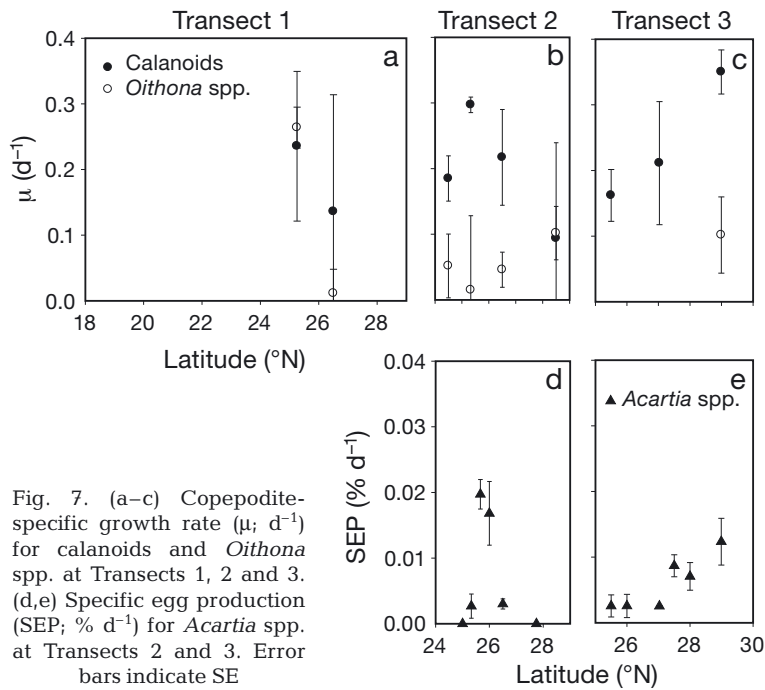 Transect 1
Transect 2
Transect 3
0.4
0.3
0.2
0.1
0.0
µ (d–1)
a
Calanoids
Oithona spp.
b
c
18 20 22 24 26 28
Latitude (°N)
0.04
0.03
0.02
0.01
0.00
SEP (% d–1)
d
e
Acartia spp.
24 26 28
26 28 30
Latitude (°N)
Fig. 7. (a–c) Copepodite-
specific growth rate (µ; d–1)
for calanoids and Oithona
spp. at Transects 1, 2 and 3.
(d,e) Specific egg production
(SEP; % d–1) for Acartia spp.
at Transects 2 and 3. Error
bars indicate SE